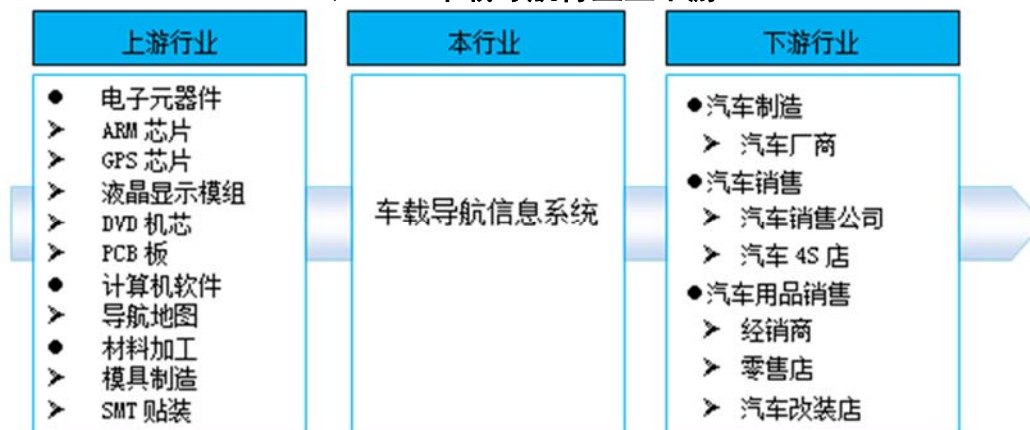 上游行业
● 电子元器件
➢ ARM 芯片
➢ GPS 芯片
➢ 液晶显示模组
➢ DVD 机芯
➢ PCB 板
● 计算机软件
➢ 导航地图
● 材料加工
➢ 模具制造
➢ SMT 贴装
本行业
车载导航信息系统
下游行业
●汽车制造
➢ 汽车厂商
●汽车销售
➢ 汽车销售公司
➢ 汽车 4S 店
●汽车用品销售
➢ 经销商
➢ 零售店
➢ 汽车改装店